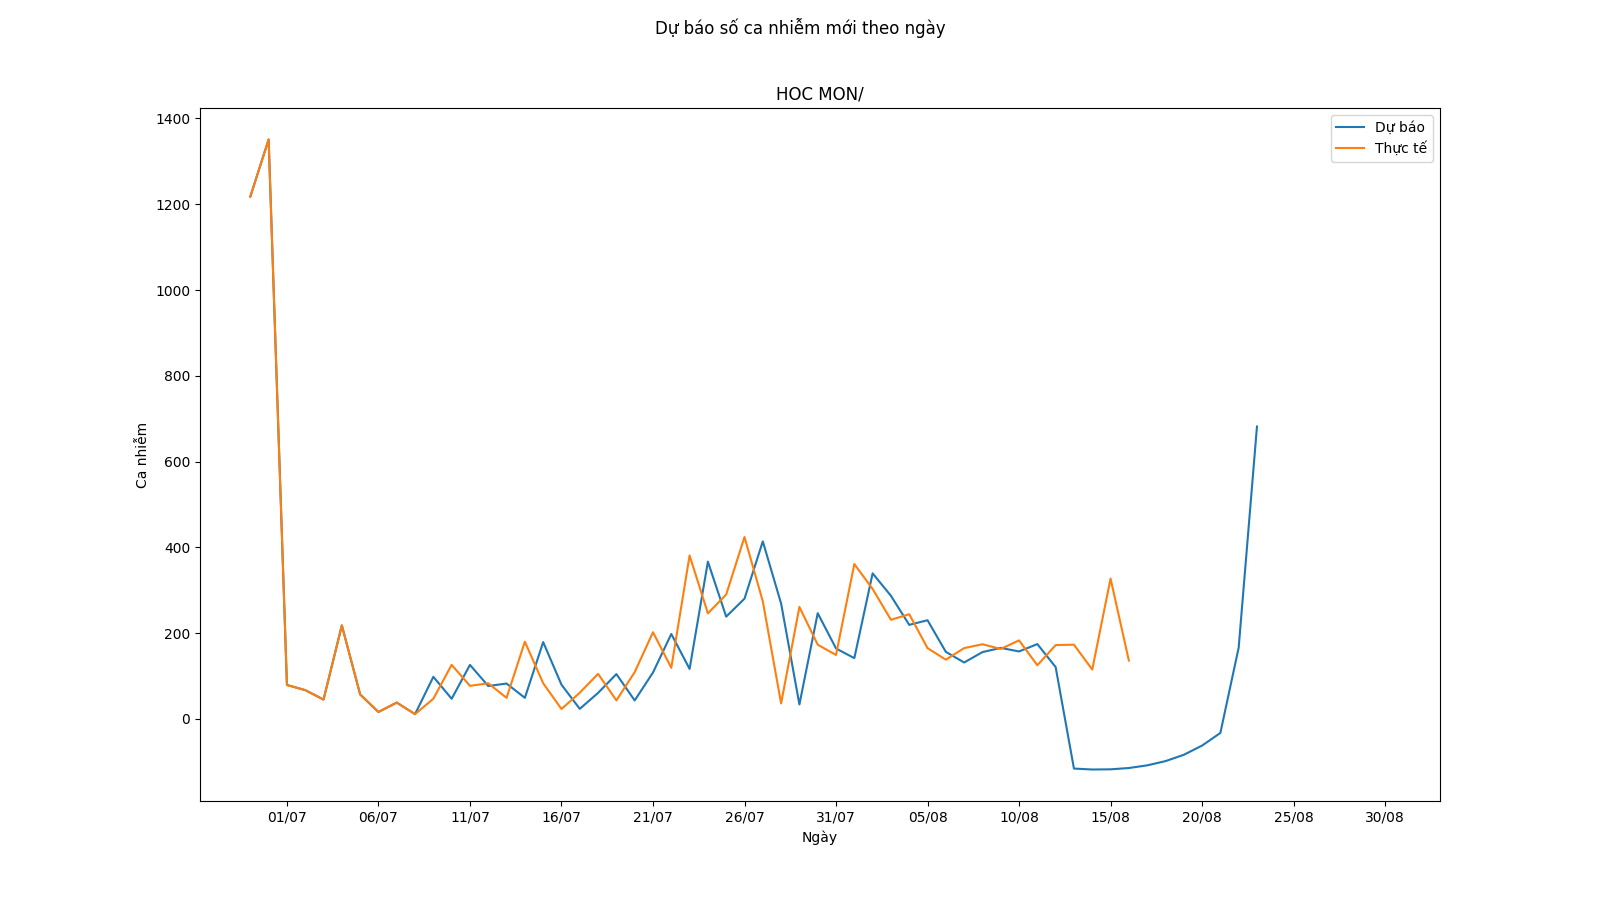 Dự báo số ca nhiễm mới theo ngày
HOC MON/
Dự báo
Thực tế
1400
1200
1000
800
600
400
200
0
Ca nhiễm
01/07 06/07 11/07 16/07 21/07 26/07 31/07 05/08 10/08 15/08 20/08 25/08 30/08
Ngày